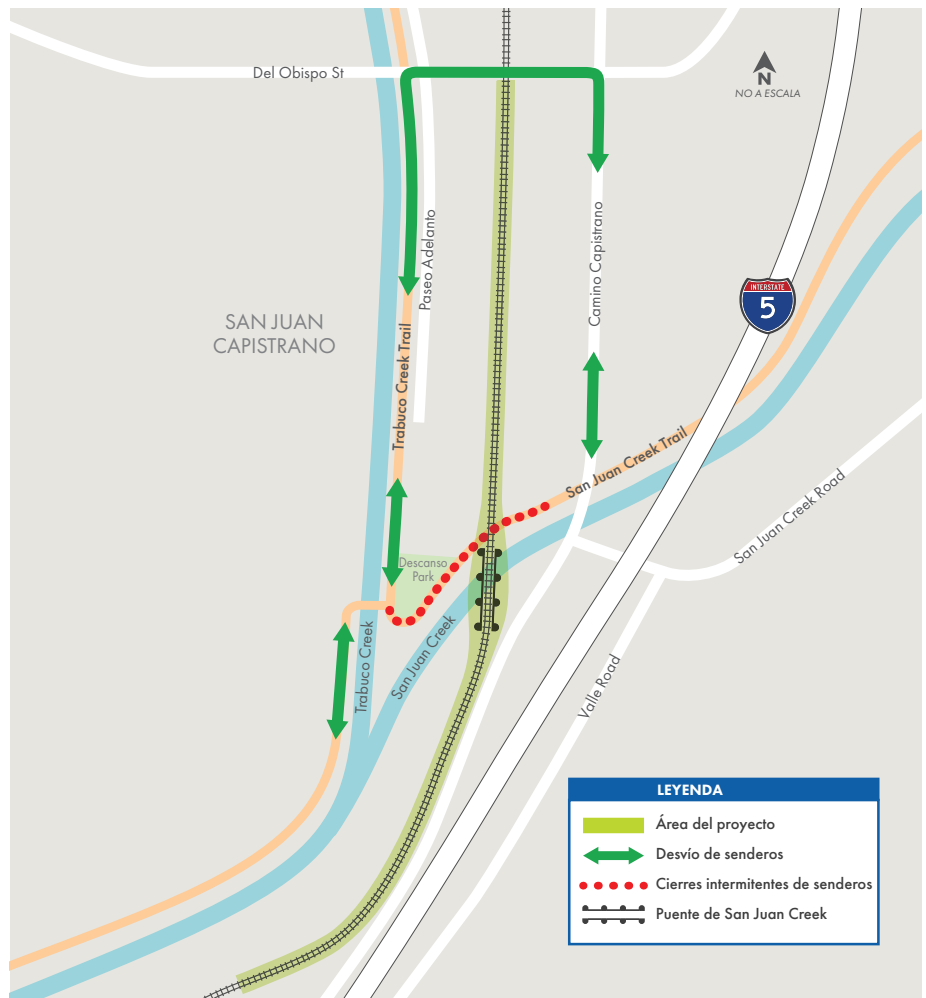 Del Obispo St
N
NO A ESCALA
Paseo Adelanto
Camino Capistrano
INTERSTATE
5
SAN JUAN
CAPISTRANO
Trabuco Creek Trail
San Juan Creek Trail
San Juan Creek Road
Descanso
Park
Trabuco Creek
San Juan Creek
Valle Road
LEYENDA
Área del proyecto
Desvío de senderos
Cierres intermitentes de senderos
Puente de San Juan Creek